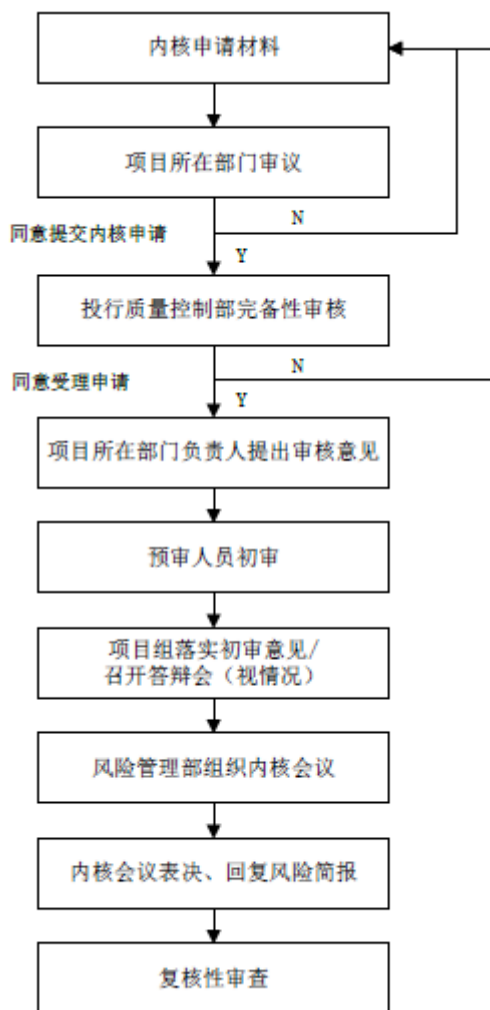 内核申请材料
项目所在部门审议
N
同意提交内核申请
Y
投行质量控制部完备性审核
N
同意受理申请
Y
项目所在部门负责人提出审核意见
预审人员初审
项目组落实初审意见/
召开答辩会（视情况）
风险管理部组织内核会议
内核会议表决、回复风险简报
复核性审查